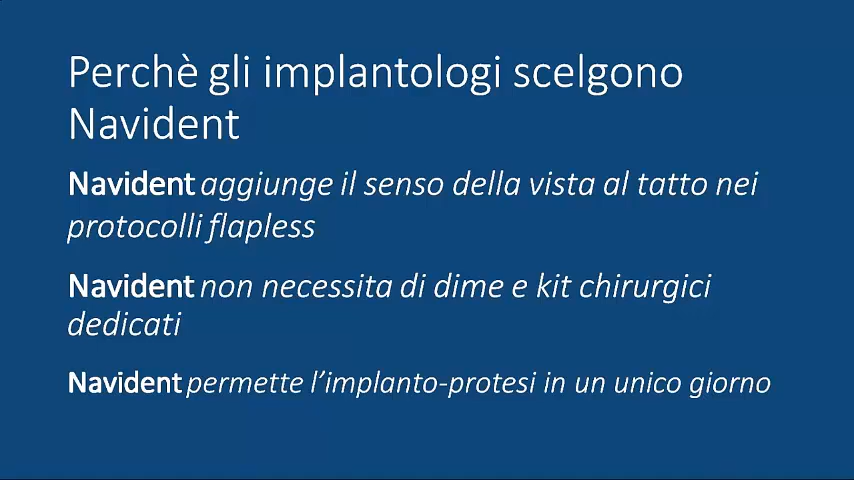 Perchè gli implantologi scelgono
Navident
Navident aggiunge il senso della vista al tatto nei
protocolli flapless
Navident non necessita di dime e kit chirurgici
dedicati
Navident permette l’implanto-protesi in un unico giorno